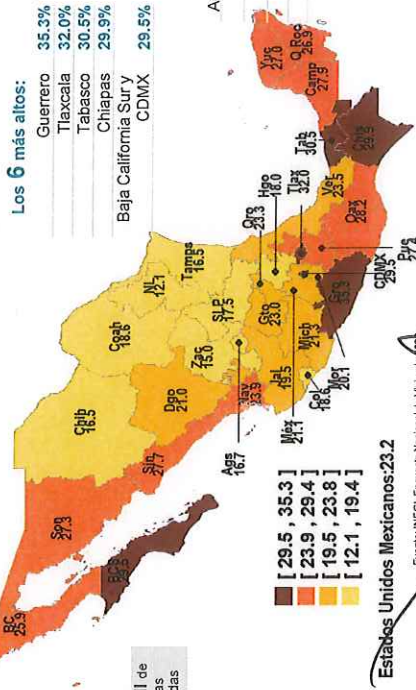 Los 6 más altos:
Guerrero 35.3%
Tlaxcala 32.0%
Tabasco 30.5%
Chiapas 29.9%
Baja California Sur y
CDMX 29.5%
A
BC
25.9
Son
27.3
BCS
29.5
Chih
16.5
Coah
18.6
NL
12.1
Tamps
16.5
Sin
27.7
Dgo
21.0
Zac
15.0
SLP
17.5
Nay
23.9
Ags
16.7
Jal
19.5
Gto
23.0
Qro
23.3
Hgo
18.0
Tlax
32.0
Ver
23.5
Tab
30.5
Yuc
27.0
Q Roo
26.9
Camp
27.9
Chis
29.9
Oax
28.2
Pue
CDMX
29.5
Gro
35.3
Mor
20.1
Mich
21.3
Méx
21.1
Col
de
as
das
[ 29.5 , 35.3 ]
[ 23.9 , 29.4 ]
[ 19.5 , 23.8 ]
[ 12.1 , 19.4 ]
Estados Unidos Mexicanos:23.2